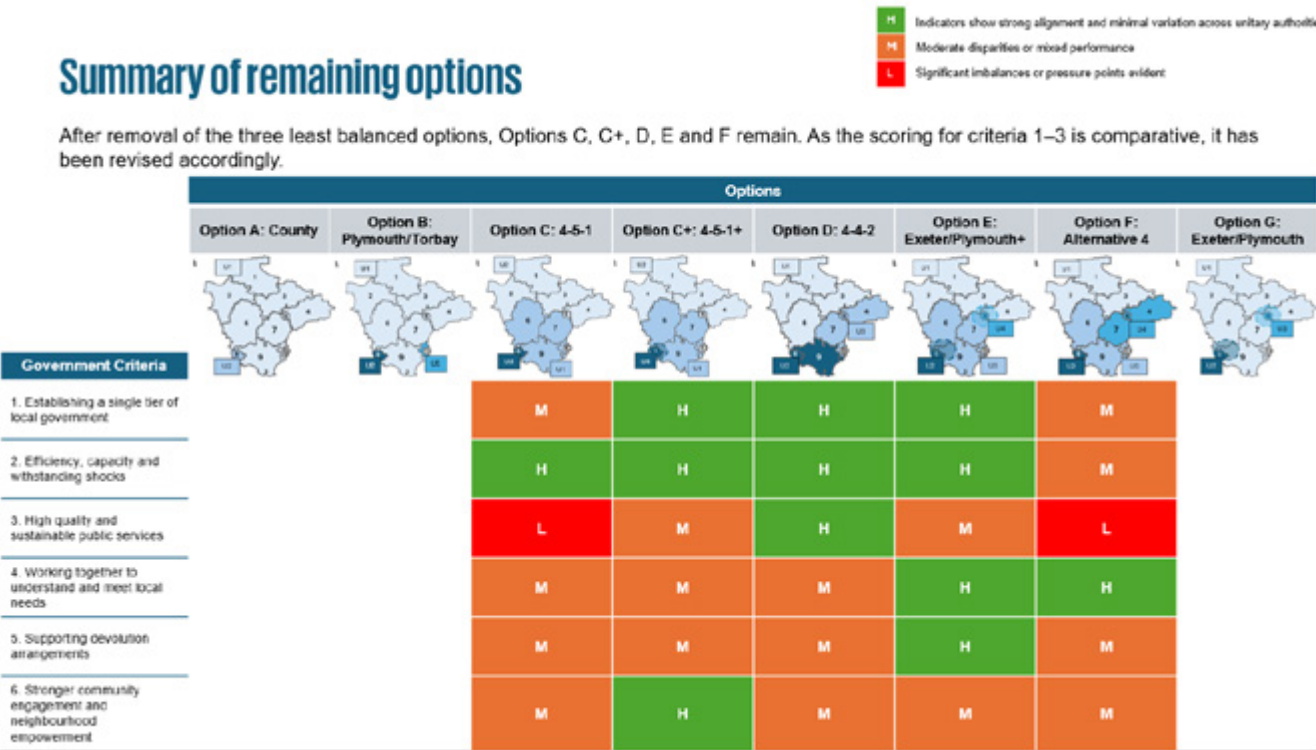 H Indicators show strong alignment and minimal variation across unitary authoriti
M Moderate disparities or mixed performance
L Significant imbalances or pressure points evident
Summary of remaining options
After removal of the three least balanced options, Options C, C+, D, E and F remain. As the scoring for criteria 1–3 is comparative, it has
been revised accordingly.
Options
Option A: County
Option B:
Plymouth/Torbay
Option C: 4-5-1
Option C+: 4-5-1+
Option D: 4-4-2
Option E:
Exeter/Plymouth+
Option F:
Alternative 4
Option G:
Exeter/Plymouth
Government Criteria
1. Establishing a single tier of
local government
M H H H M
2. Efficiency, capacity and
withstanding shocks
H H H H M
3. High quality and
sustainable public services
L M H M L
4. Working together to
understand and meet local
needs
M M M H H
5. Supporting devolution
arrangements
M M M H M
6. Stronger community
engagement and
neighbourhood
empowerment
M H M M M